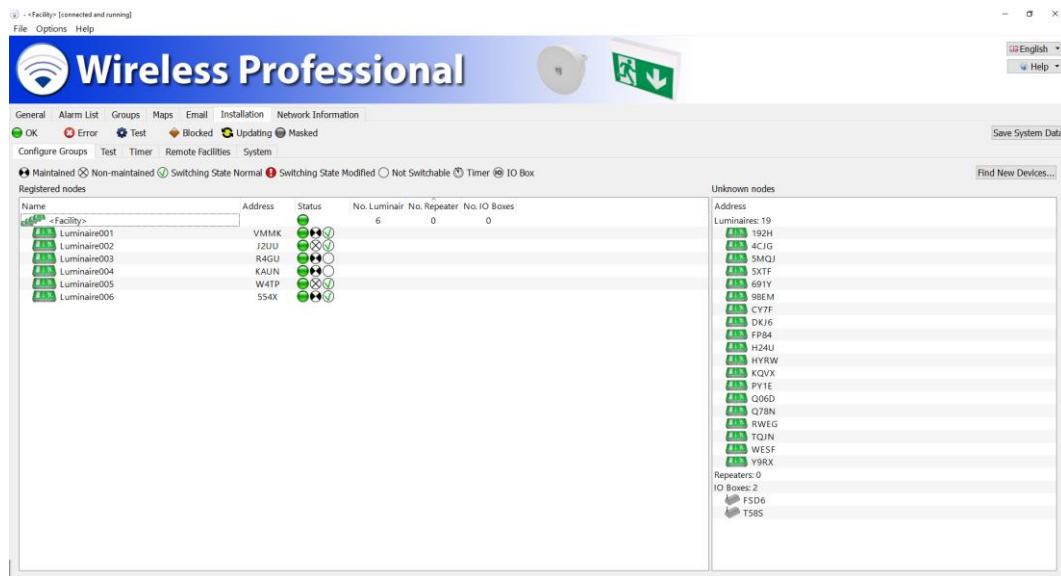 - <Facility> [connected and running]
File Options Help
Wireless Professional
English
Help
General Alarm List Groups Maps Email Installation Network Information
OK Error Test Blocked Updating Masked
Save System Data
Configure Groups Test Timer Remote Facilities System
Maintained Non-maintained Switching State Normal Switching State Modified Not Switchable Timer IO Box
Find New Devices...
Registered nodes
Name Address Status No. Luminair No. Repeater No. IO Boxes
<Facility> 6 0 0
Luminaire001 VMMK
Luminaire002 J2UU
Luminaire003 R4GU
Luminaire004 KAUN
Luminaire005 W4TP
Luminaire006 554X
Unknown nodes
Address
Luminaires: 19
192H
4CJG
5MQJ
5XTF
691Y
98EM
CY7F
DKJ6
FP84
H24U
HYRW
KQVX
PY1E
Q06D
Q78N
RWEG
TQJN
WESF
Y9RX
Repeaters: 0
IO Boxes: 2
FSD6
T58S